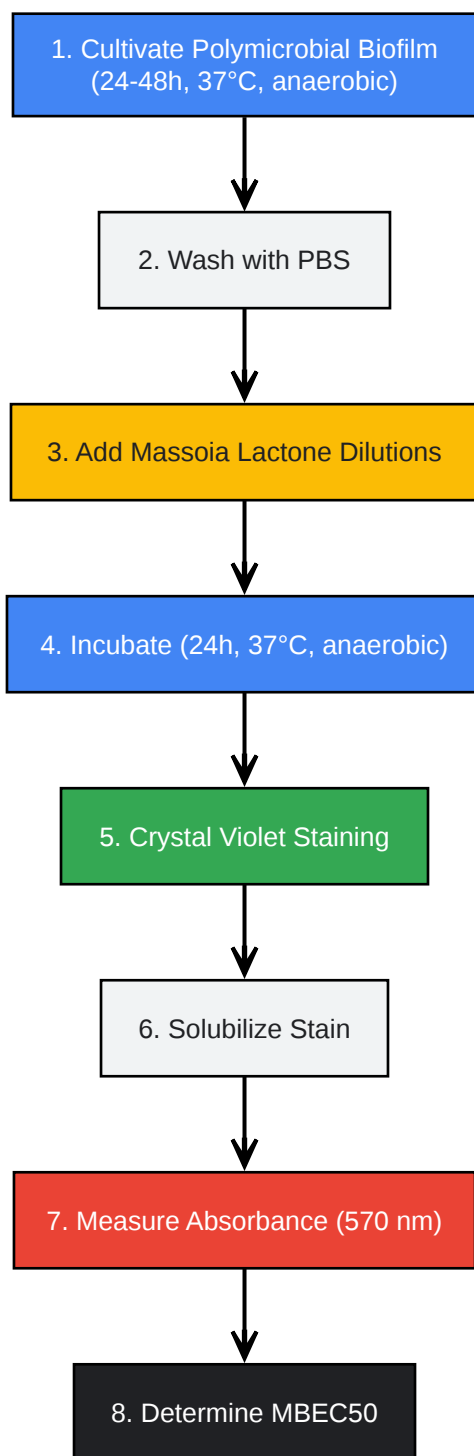 1. Cultivate Polymicrobial Biofilm
(24-48h, 37°C, anaerobic)
2. Wash with PBS
3. Add Massoia Lactone Dilutions
4. Incubate (24h, 37°C, anaerobic)
5. Crystal Violet Staining
6. Solubilize Stain
7. Measure Absorbance (570 nm)
8. Determine MBEC50